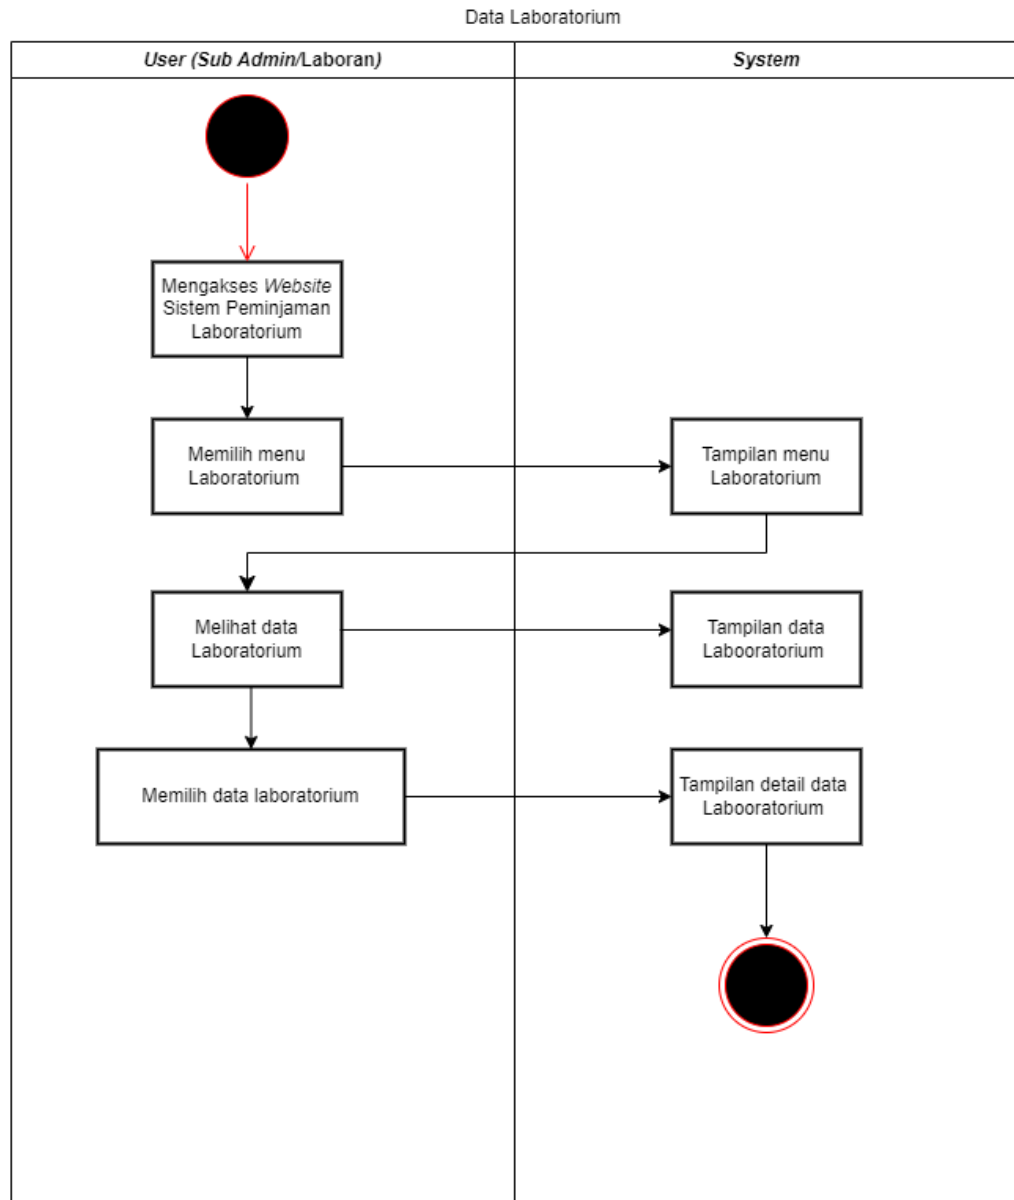 Data Laboratorium
User (Sub Admin/Laboran)
System
Mengakses Website
Sistem Peminjaman
Laboratorium
Memilih menu
Laboratorium
Tampilan menu
Laboratorium
Melihat data
Laboratorium
Tampilan data
Labooratorium
Memilih data laboratorium
Tampilan detail data
Labooratorium